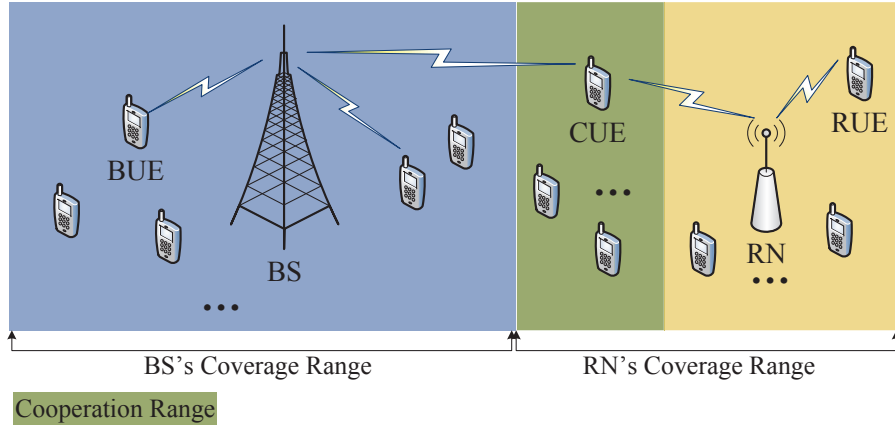 CUE
RUE
BUE
BS
RN
...
...
...
BS's Coverage Range
RN's Coverage Range
Cooperation Range